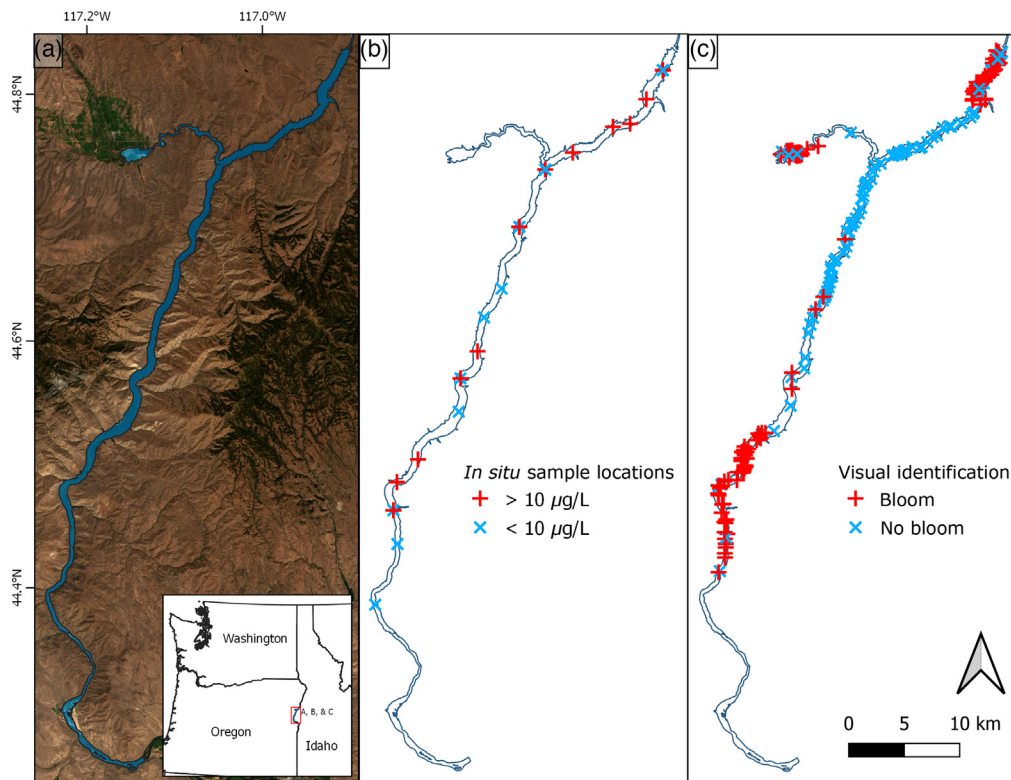 117.2°W
117.0°W
(a)
(b)
(c)
44.8°N
44.6°N
44.4°N
In situ sample locations
> 10 µg/L
< 10 µg/L
Visual identification
Bloom
No bloom
Washington
A, B, & C
Oregon
Idaho
0 5 10 km